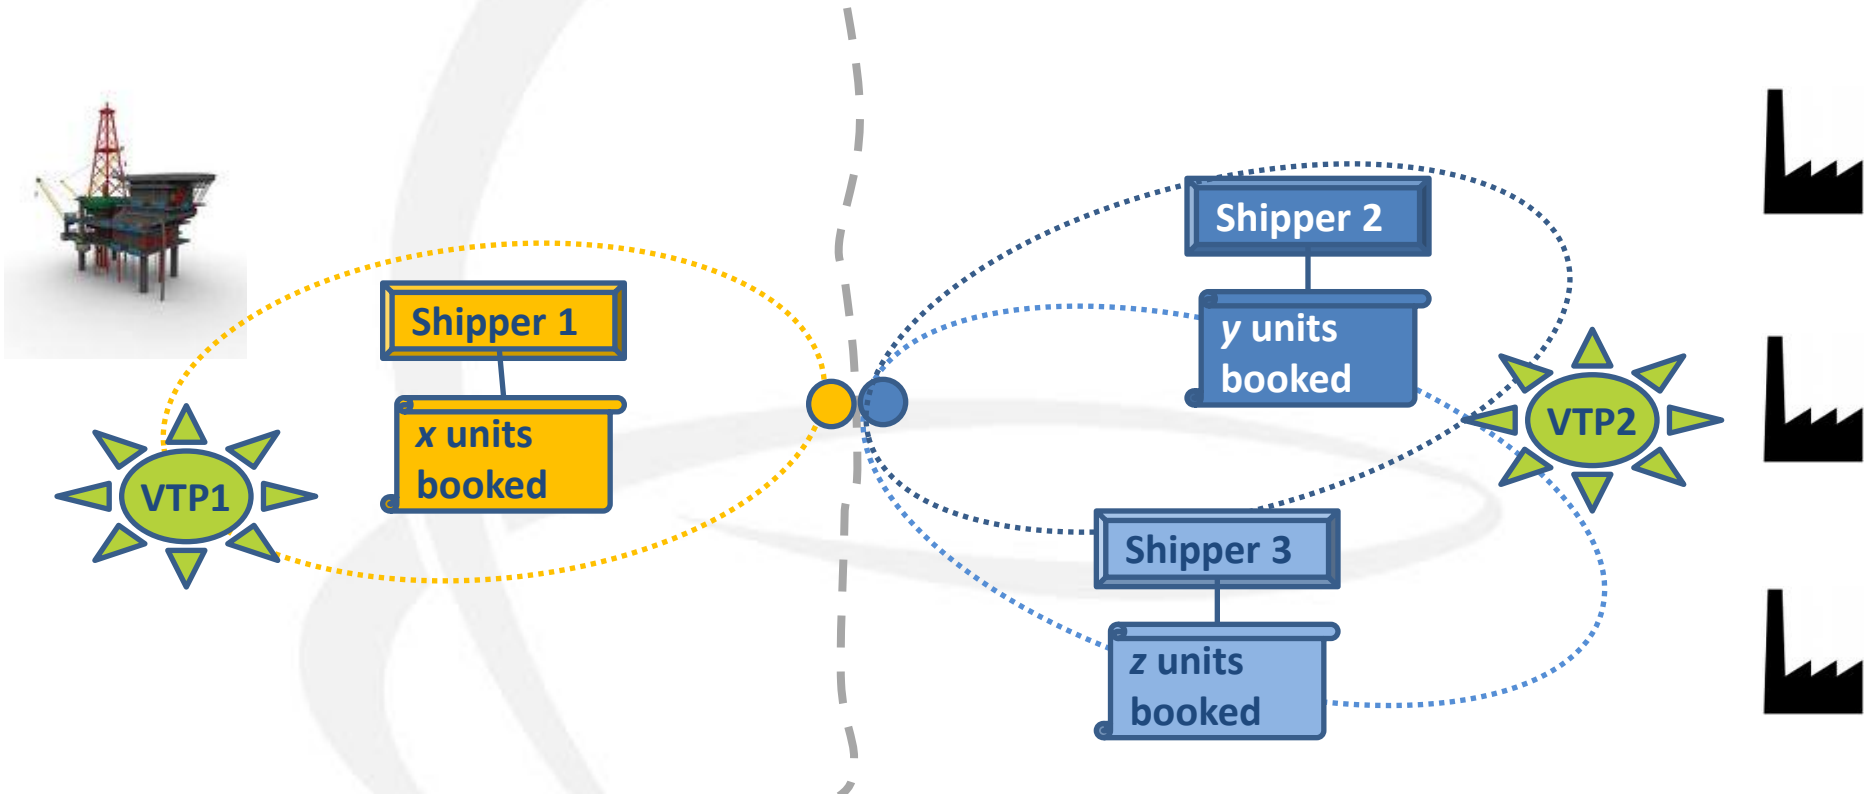 Shipper 1
x units
booked
VTP1
Shipper 2
y units
booked
VTP2
Shipper 3
z units
booked